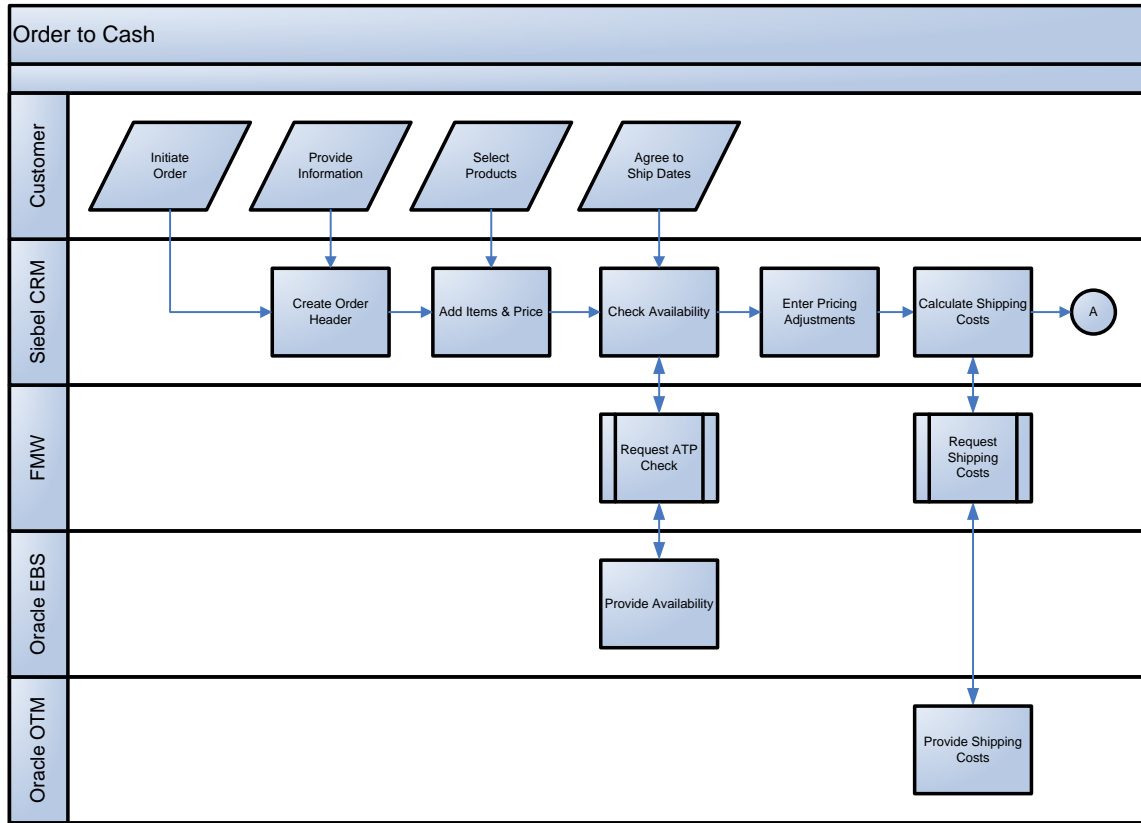 Order to Cash
Customer
Initiate
Order
Provide
Information
Select
Products
Agree to
Ship Dates
Siebel CRM
Create Order
Header
Add Items & Price
Check Availability
Enter Pricing
Adjustments
Calculate Shipping
Costs
A
FMW
Request ATP
Check
Request
Shipping
Costs
Oracle EBS
Provide Availability
Oracle OTM
Provide Shipping
Costs